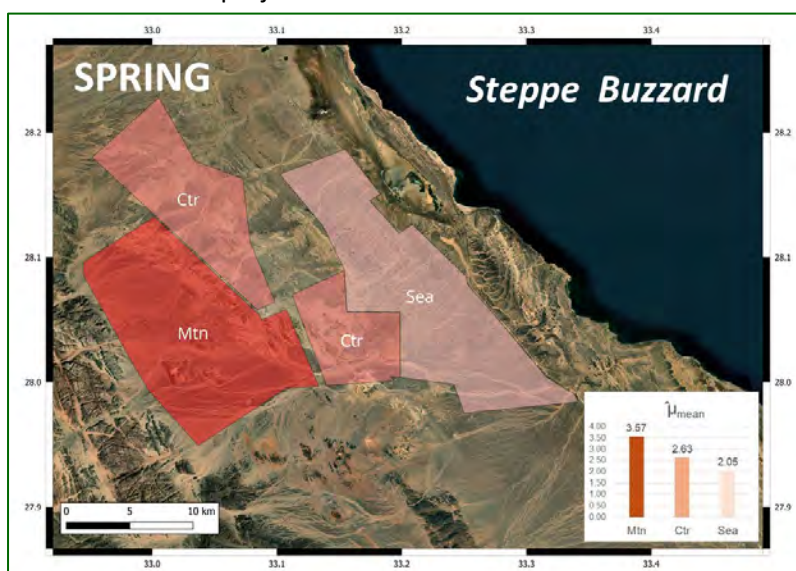 33.0 33.1 33.2 33.3 33.4
SPRING
Steppe Buzzard
28.2 28.2
Ctr
28.1 28.1
Sea
Mtn
Ctr
28.0 28.0
μ̂mean
4.00
3.50
3.00
2.50
2.00
1.50
1.00
0.50
0.00
3.57
2.63
2.05
Mtn Ctr Sea
27.9 27.9
0 5 10 km
33.0 33.1 33.2 33.3 33.4